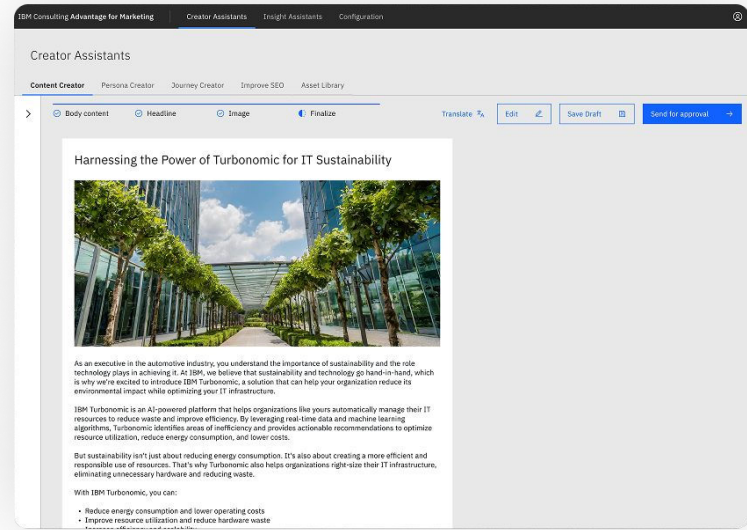 IBM Consulting Advantage for Marketing
Creator Assistants
Insight Assistants
Configuration
Creator Assistants
Content Creator
Persona Creator
Journey Creator
Improve SEO
Asset Library
Body content
Headline
Image
Finalize
Translate
Edit
Save Draft
Send for approval
Harnessing the Power of Turbonomic for IT Sustainability
As an executive in the automotive industry, you understand the importance of sustainability and the role
technology plays in achieving it. At IBM, we believe that sustainability and technology go hand-in-hand, which
is why we're excited to introduce IBM Turbonomic, a solution that can help your organization reduce its
environmental impact while optimizing your IT infrastructure.
IBM Turbonomic is an AI-powered platform that helps organizations like yours automatically manage their IT
resources to reduce waste and improve efficiency. By leveraging real-time data and machine learning
algorithms, Turbonomic identifies areas of inefficiency and provides actionable recommendations to optimize
resource utilization, reduce energy consumption, and lower costs.
But sustainability isn't just about reducing energy consumption. It's also about creating a more efficient and
responsible use of resources. That's why Turbonomic also helps organizations right-size their IT infrastructure,
eliminating unnecessary hardware and reducing waste.
With IBM Turbonomic, you can:
• Reduce energy consumption and lower operating costs
• Improve resource utilization and reduce hardware waste